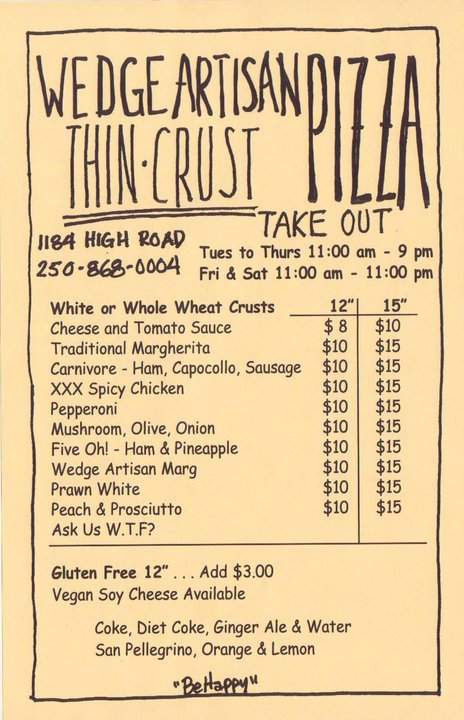 WEDGE ARTISAN PIZZA
THIN·CRUST
TAKE OUT
1184 HIGH ROAD
250-868-0004
Tues to Thurs 11:00 am - 9 pm
Fri & Sat 11:00 am - 11:00 pm
White or Whole Wheat Crusts 12" 15"
Cheese and Tomato Sauce $ 8 $10
Traditional Margherita $10 $15
Carnivore - Ham, Capocollo, Sausage $10 $15
XXX Spicy Chicken $10 $15
Pepperoni $10 $15
Mushroom, Olive, Onion $10 $15
Five Oh! - Ham & Pineapple $10 $15
Wedge Artisan Marg $10 $15
Prawn White $10 $15
Peach & Prosciutto $10 $15
Ask Us W.T.F?
Gluten Free 12" . . . Add $3.00
Vegan Soy Cheese Available
Coke, Diet Coke, Ginger Ale & Water
San Pellegrino, Orange & Lemon
"BeHappy"